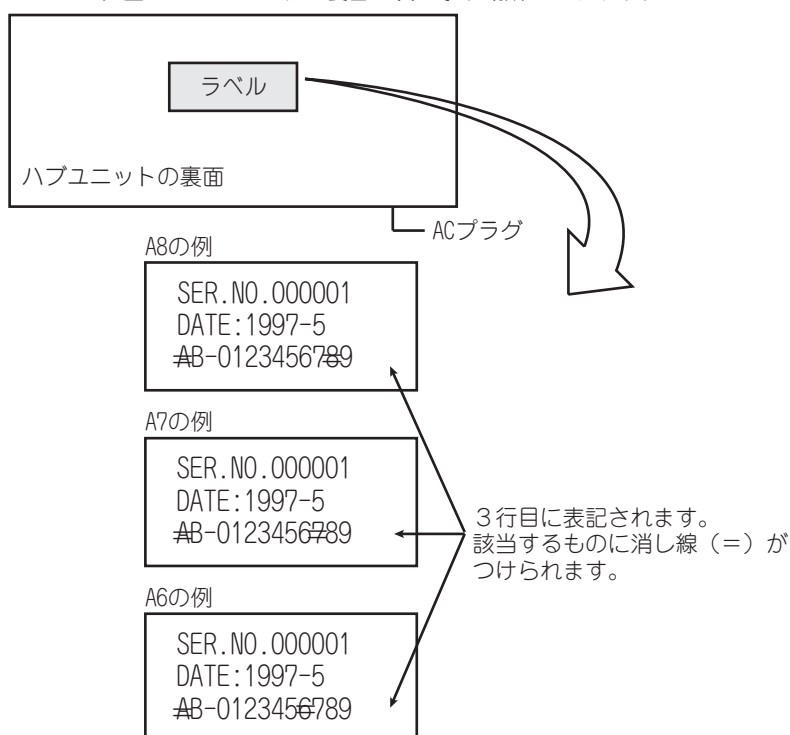 ラベル
ハブユニットの裏面
ACプラグ
A8の例
SER.NO.000001
DATE:1997-5
AB-0123456789
A7の例
SER.NO.000001
DATE:1997-5
AB-0123456789
３行目に表記されます。
該当するものに消し線（＝）が
つけられます。
A6の例
SER.NO.000001
DATE:1997-5
AB-0123456789